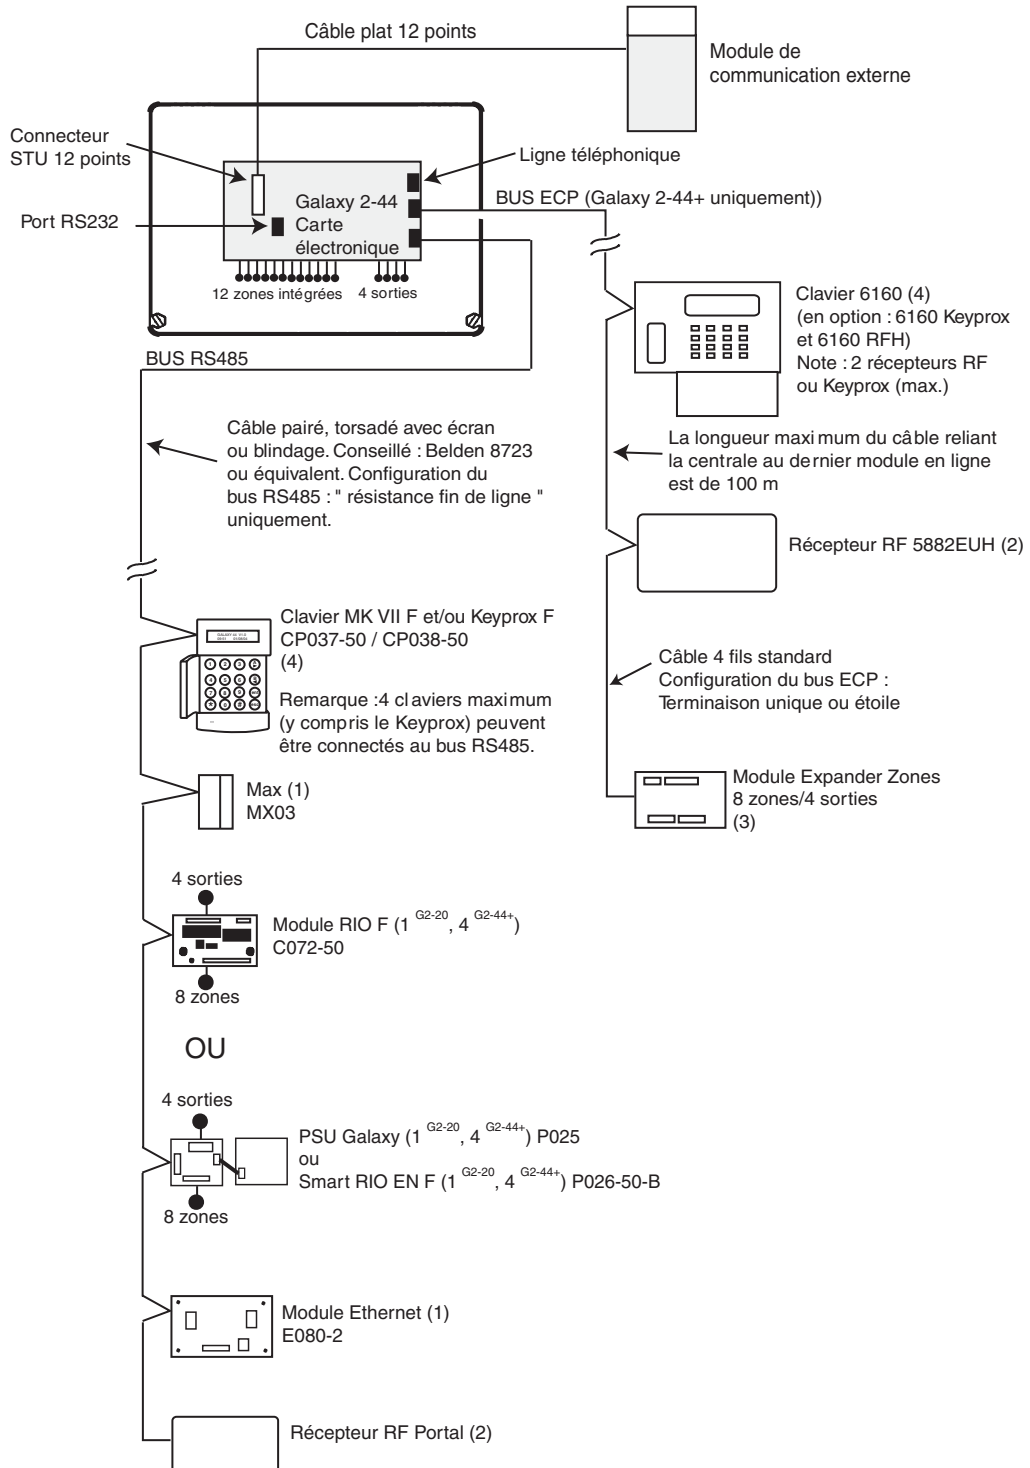 Câble plat 12 points
Module de
communication externe
Connecteur
STU 12 points
Ligne téléphonique
BUS ECP (Galaxy 2-44+ uniquement))
Port RS232
Galaxy 2-44
Carte
électronique
12 zones intégrées
4 sorties
Clavier 6160 (4)
(en option : 6160 Keyprox
et 6160 RFH)
Note : 2 récepteurs RF
ou Keyprox (max.)
BUS RS485
Câble pairé, torsadé avec écran
ou blindage. Conseillé : Belden 8723
ou équivalent. Configuration du
bus RS485 : " résistance fin de ligne "
uniquement.
La longueur maximum du câble reliant
la centrale au dernier module en ligne
est de 100 m
Récepteur RF 5882EUH (2)
Clavier MK VII F et/ou Keyprox F
CP037-50 / CP038-50
(4)
Remarque :4 claviers maximum
(y compris le Keyprox) peuvent
être connectés au bus RS485.
Câble 4 fils standard
Configuration du bus ECP :
Terminaison unique ou étoile
Max (1)
MX03
Module Expander Zones
8 zones/4 sorties
(3)
4 sorties
Module RIO F (1 G2-20, 4 G2-44+)
C072-50
8 zones
OU
4 sorties
PSU Galaxy (1 G2-20, 4 G2-44+) P025
ou
Smart RIO EN F (1 G2-20, 4 G2-44+) P026-50-B
8 zones
Module Ethernet (1)
E080-2
Récepteur RF Portal (2)